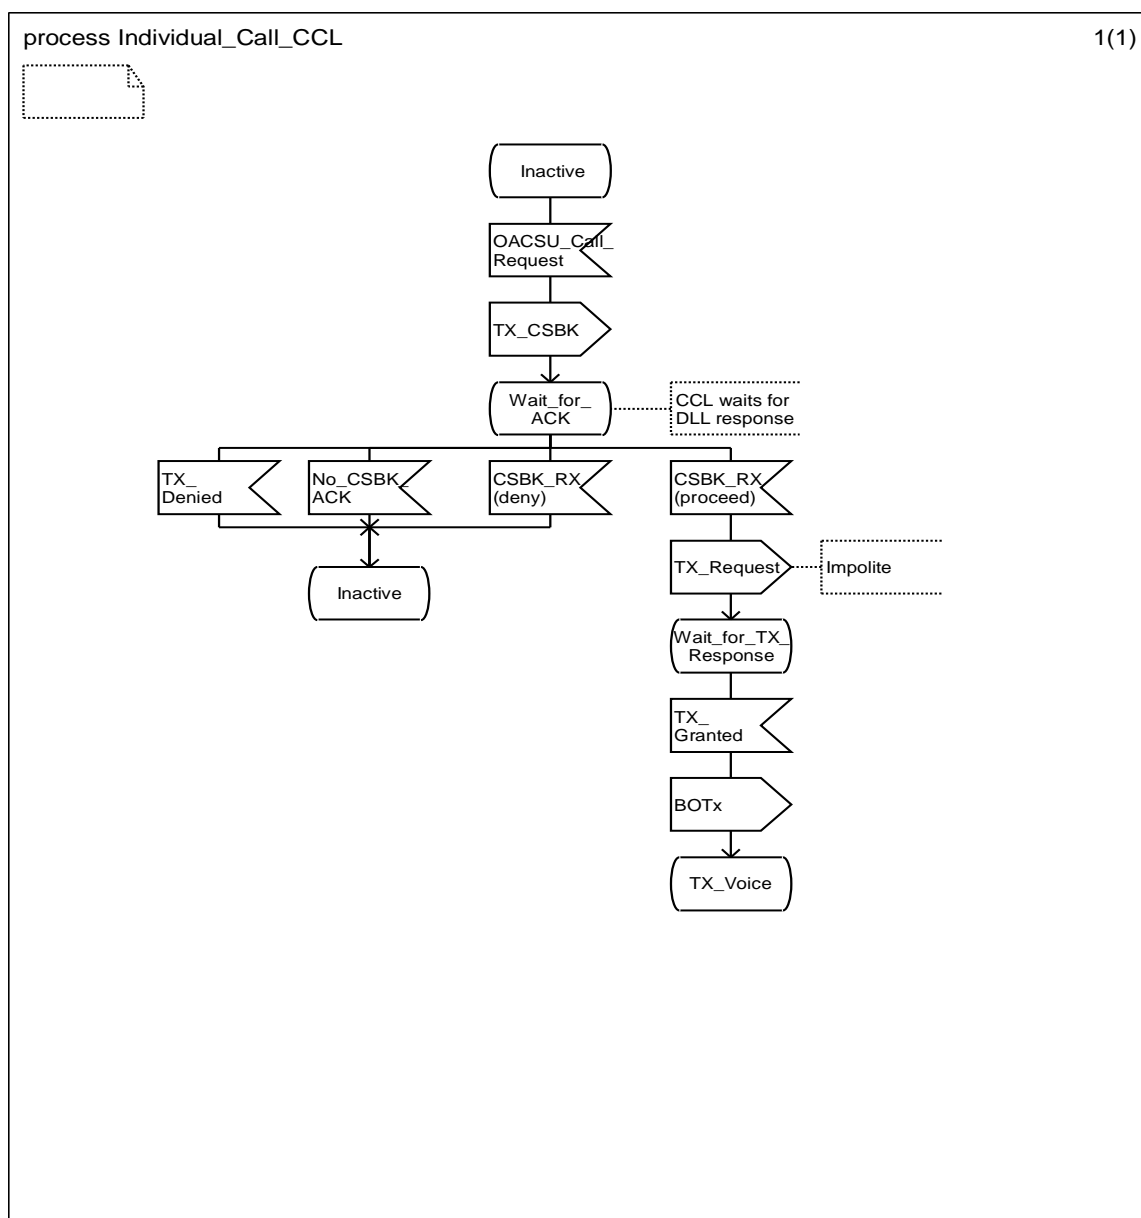 process Individual_Call_CCL
1(1)
Inactive
OACSU_Call_
Request
TX_CSBK
Wait_for_
ACK
CCL waits for
DLL response
TX_
Denied
No_CSBK_
ACK
CSBK_RX
(deny)
CSBK_RX
(proceed)
TX_Request
Impolite
Inactive
Wait_for_TX_
Response
TX_
Granted
BOTx
TX_Voice